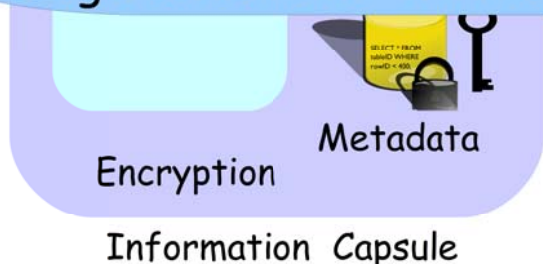 SELECT * FROM
tableID WHERE
rowID < 400;
Metadata
Encryption
Information Capsule